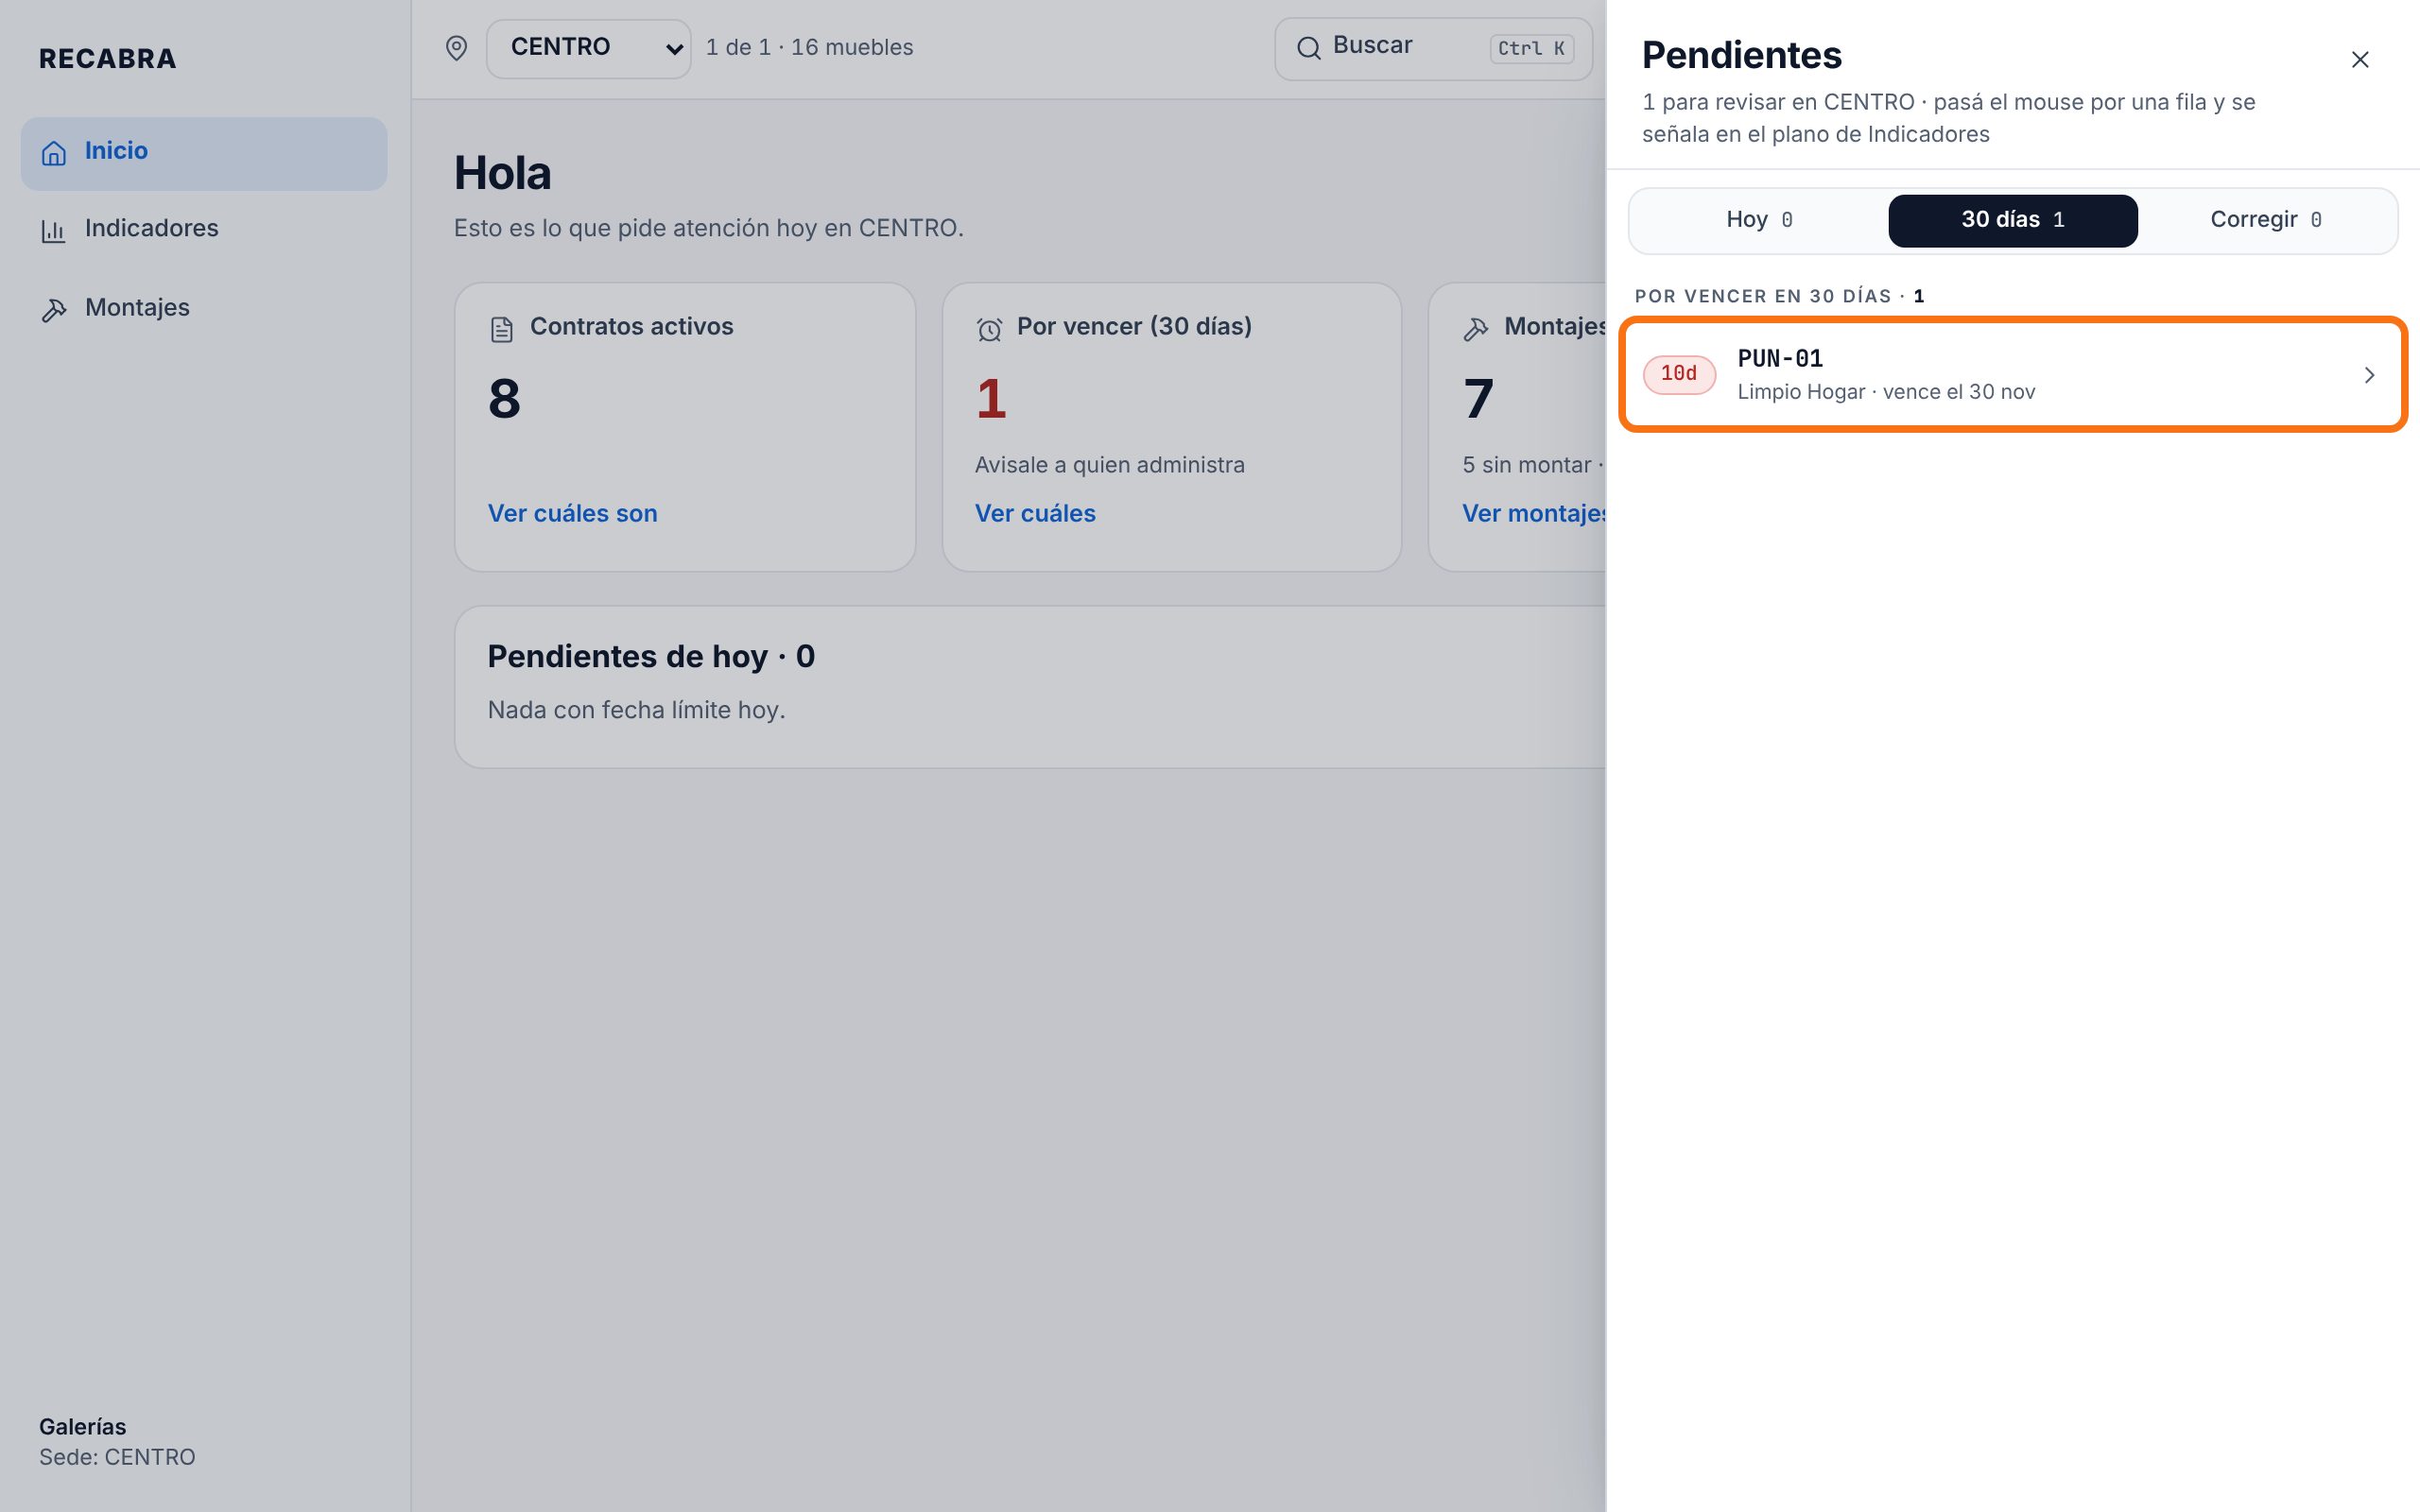 RECABRA
Inicio
Indicadores
Montajes
Galerías
Sede: CENTRO
CENTRO
1 de 1 · 16 muebles
Buscar
Ctrl K
Hola
Esto es lo que pide atención hoy en CENTRO.
Contratos activos
8
Ver cuáles son
Por vencer (30 días)
1
Avisale a quien administra
Ver cuáles
Montajes
7
5 sin montar ·
Ver montajes
Pendientes de hoy · 0
Nada con fecha límite hoy.
Pendientes
1 para revisar en CENTRO · pasá el mouse por una fila y se
señala en el plano de Indicadores
Hoy 0
30 días 1
Corregir 0
POR VENCER EN 30 DÍAS · 1
10d
PUN-01
Limpio Hogar · vence el 30 nov